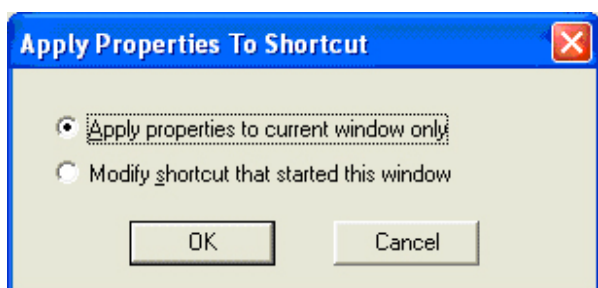 Apply Properties To Shortcut
Apply properties to current window only
Modify shortcut that started this window
OK
Cancel